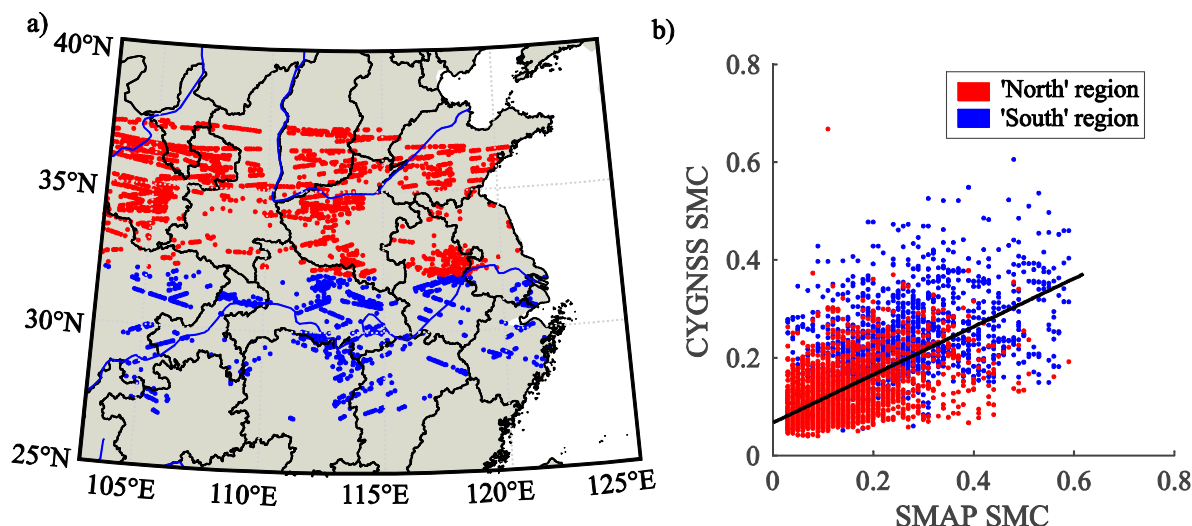 a)
40°N
35°N
30°N
25°N
105°E
110°E
115°E
120°E
125°E
b)
CYGNSS SMC
0.8
0.6
0.4
0.2
0
'North' region
'South' region
0
0.2
0.4
0.6
0.8
SMAP SMC